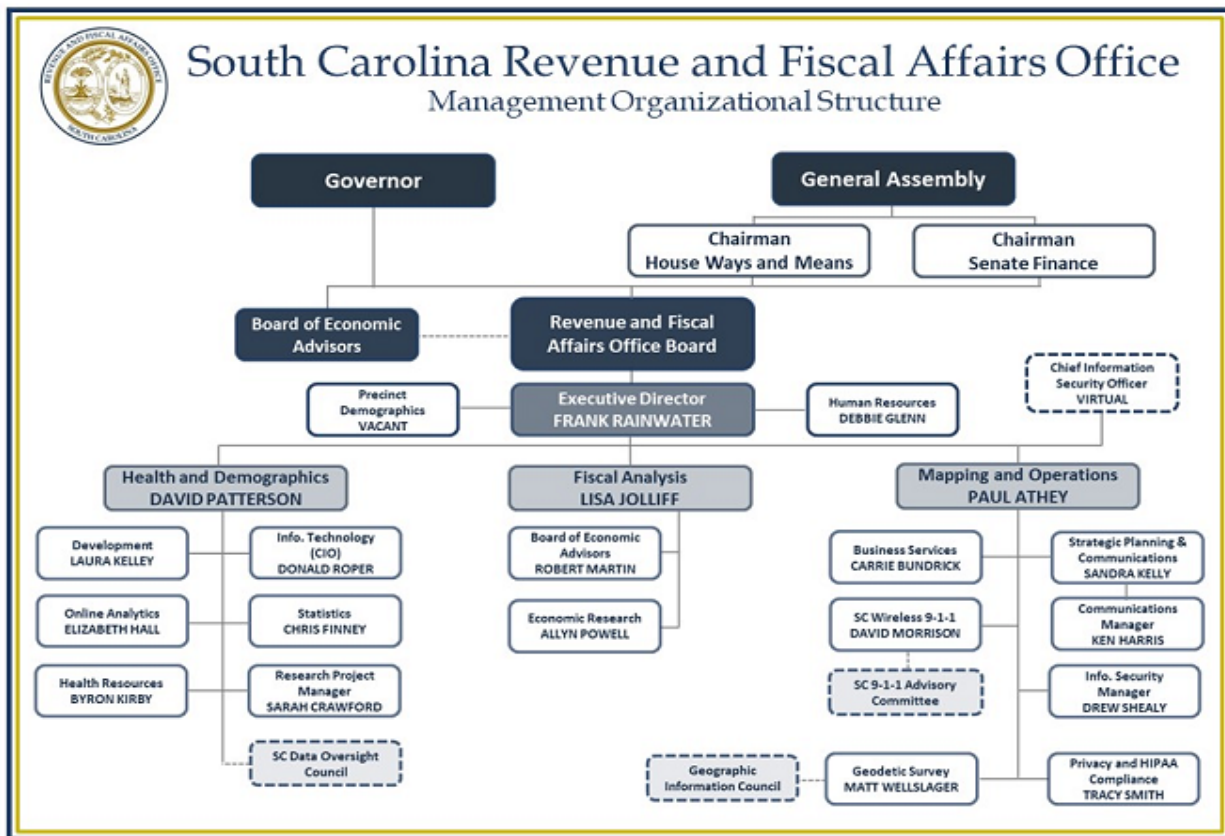 REVENUE AND FISCAL AFFAIRS OFFICE
SOUTH CAROLINA
South Carolina Revenue and Fiscal Affairs Office
Management Organizational Structure
Governor
General Assembly
Chairman
House Ways and Means
Chairman
Senate Finance
Board of Economic
Advisors
Revenue and Fiscal
Affairs Office Board
Chief Information
Security Officer
VIRTUAL
Precinct
Demographics
VACANT
Executive Director
FRANK RAINWATER
Human Resources
DEBBIE GLENN
Health and Demographics
DAVID PATTERSON
Fiscal Analysis
LISA JOLLIFF
Mapping and Operations
PAUL ATHEY
Development
LAURA KELLEY
Info. Technology
(CIO)
DONALD ROPER
Board of Economic
Advisors
ROBERT MARTIN
Business Services
CARRIE BUNDRICK
Strategic Planning &
Communications
SANDRA KELLY
Online Analytics
ELIZABETH HALL
Statistics
CHRIS FINNEY
Economic Research
ALLYN POWELL
SC Wireless 9-1-1
DAVID MORRISON
Communications
Manager
KEN HARRIS
Health Resources
BYRON KIRBY
Research Project
Manager
SARAH CRAWFORD
SC 9-1-1 Advisory
Committee
Info. Security
Manager
DREW SHEALY
SC Data Oversight
Council
Geographic
Information Council
Geodetic Survey
MATT WELLSLAGER
Privacy and HIPAA
Compliance
TRACY SMITH